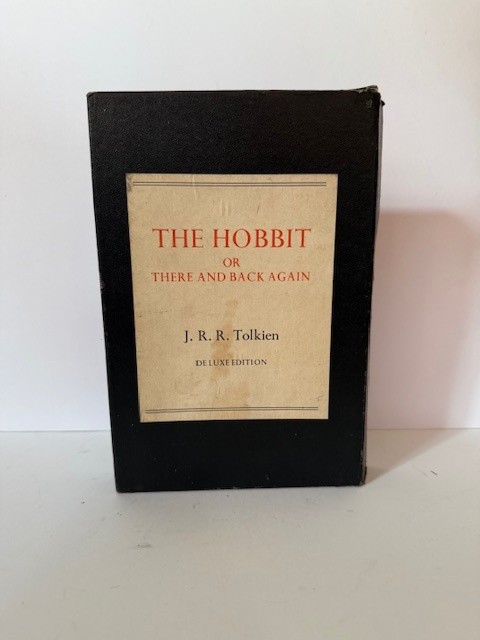 THE HOBBIT
OR
THERE AND BACK AGAIN
J. R. R. Tolkien
DELUXE EDITION